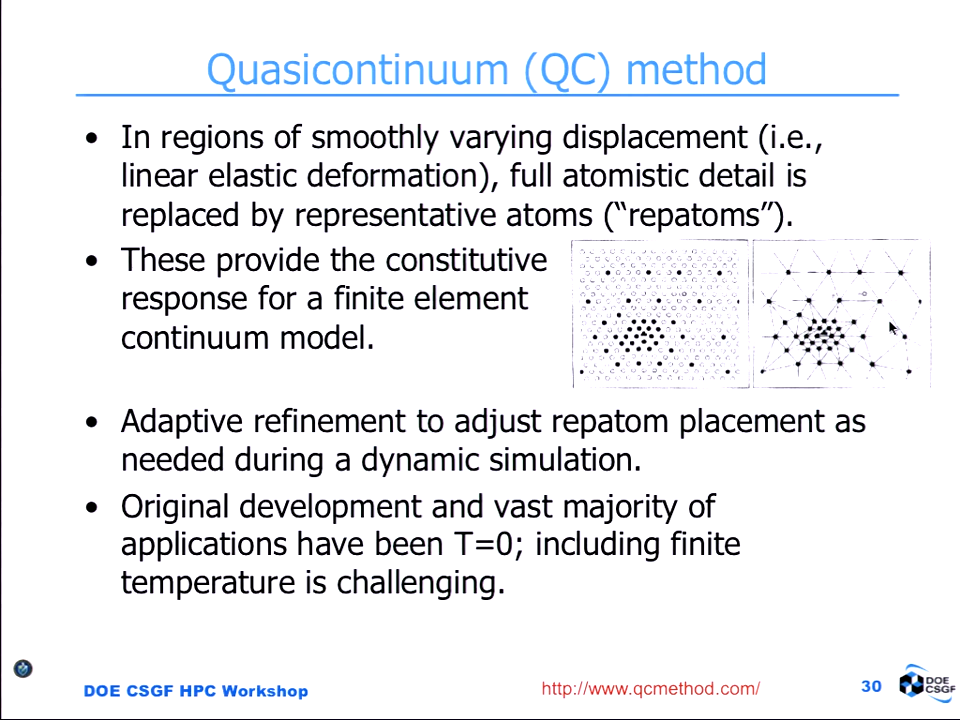 Quasicontinuum (QC) method
• In regions of smoothly varying displacement (i.e.,
linear elastic deformation), full atomistic detail is
replaced by representative atoms (“repatoms”).
• These provide the constitutive
response for a finite element
continuum model.
• Adaptive refinement to adjust repatom placement as
needed during a dynamic simulation.
• Original development and vast majority of
applications have been T=0; including finite
temperature is challenging.
DOE CSGF HPC Workshop
http://www.qcmethod.com/
30
DOE
CSGF